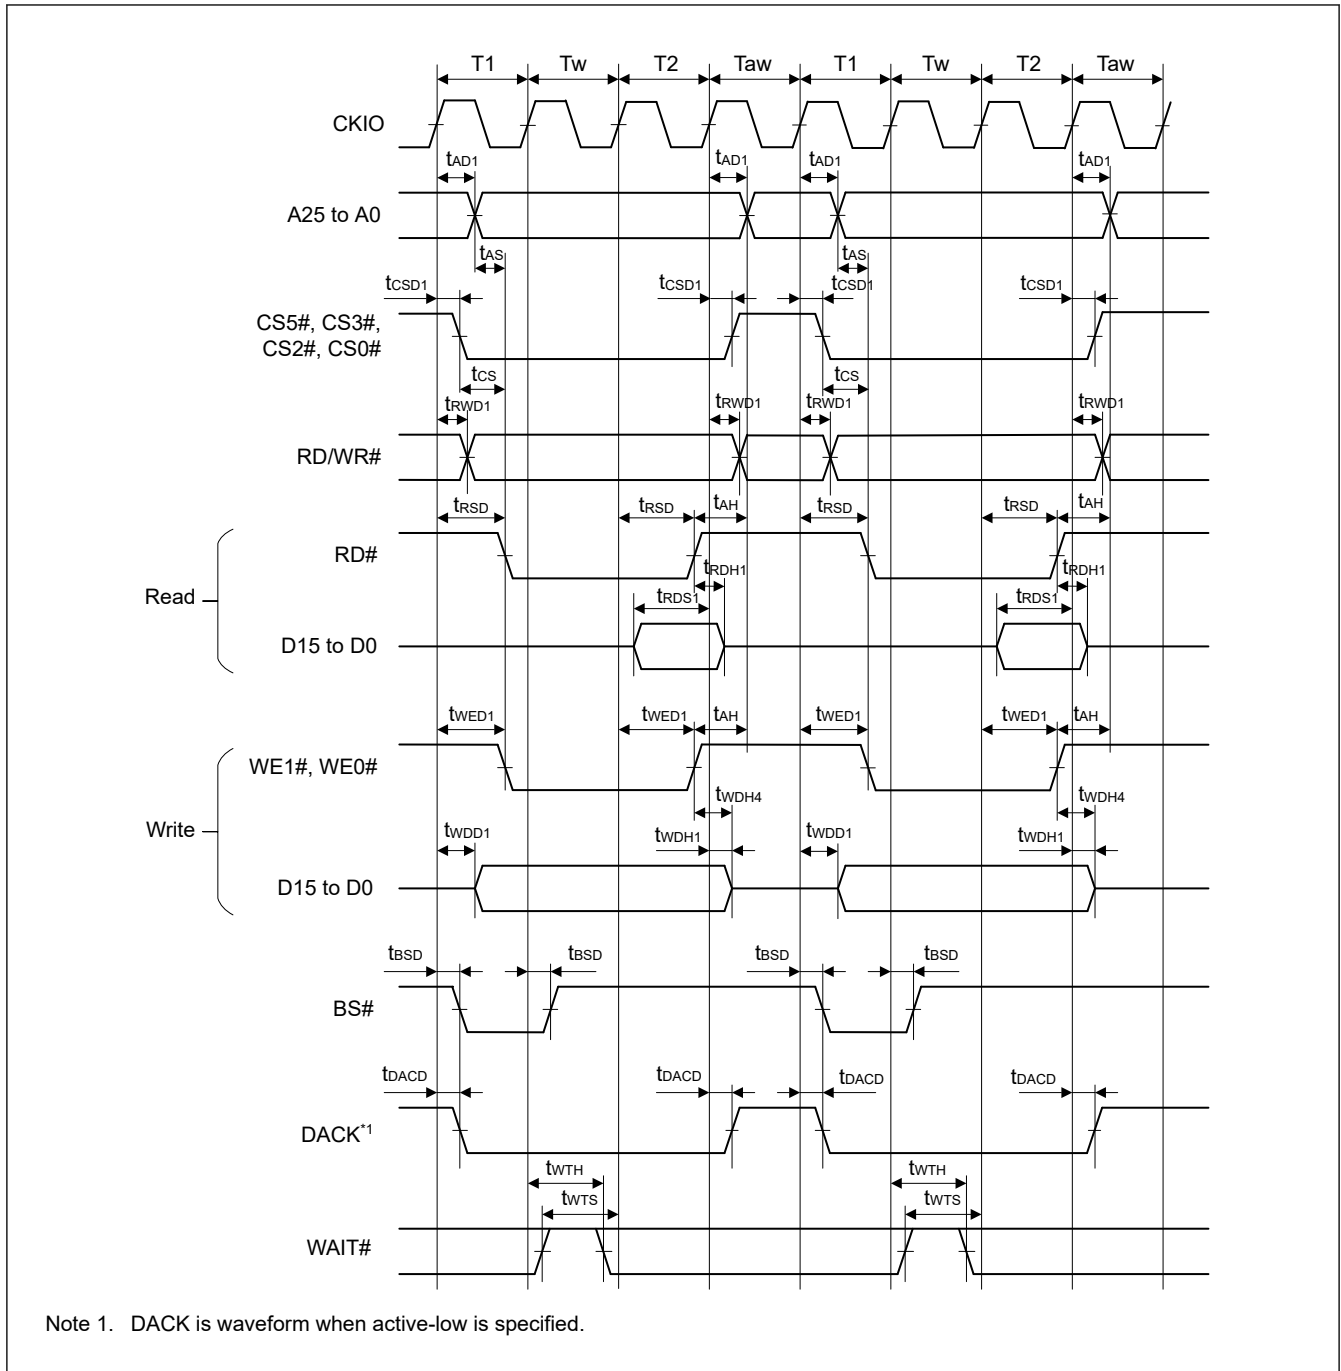 T1 Tw T2 Taw T1 Tw T2 Taw
CKIO
tAD1 tAD1 tAD1 tAD1
A25 to A0
tAS tAS
tCSD1 tCSD1 tCSD1 tCSD1
CS5#, CS3#,
CS2#, CS0#
tCS tCS
tRWD1 tRWD1 tRWD1 tRWD1
RD/WR#
tRSD tRSD tAH tRSD tRSD tAH
RD#
tRDH1 tRDH1
Read
tRDS1 tRDS1
D15 to D0
tWED1 tWED1 tAH tWED1 tWED1 tAH
WE1#, WE0#
tWDH4 tWDH4
Write
tWDD1 tWDH1 tWDD1 tWDH1
D15 to D0
tBSD tBSD tBSD tBSD
BS#
tDACD tDACD tDACD tDACD
DACK*1
tWTH tWTH
tWTS tWTS
WAIT#
Note 1. DACK is waveform when active-low is specified.